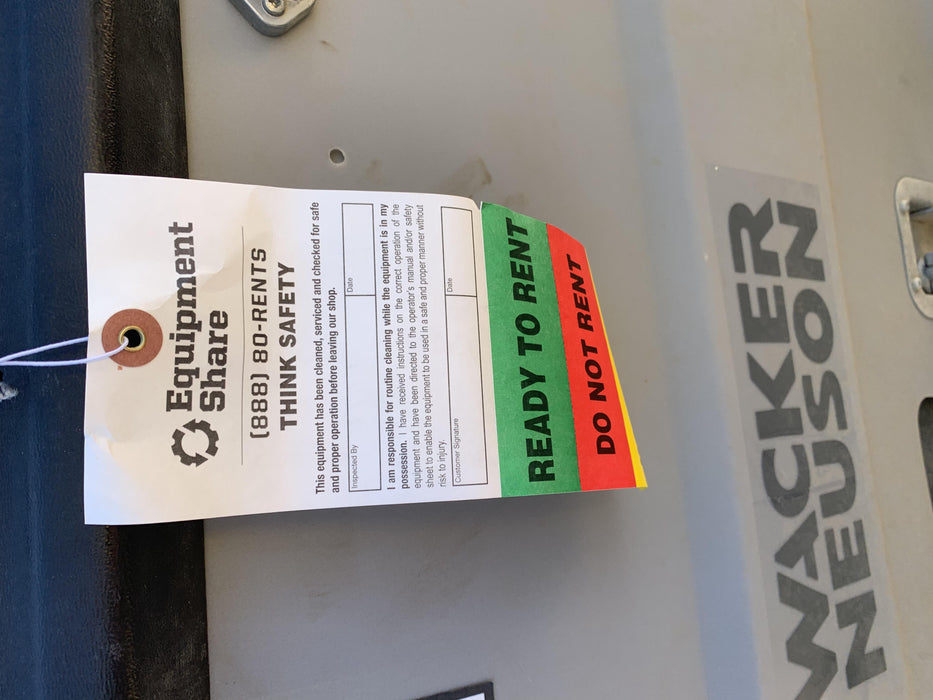 Equipment
Share
(888) 80-RENTS
THINK SAFETY
This equipment has been cleaned, serviced and checked for safe
and proper operation before leaving our shop.
Inspected By
Date
I am responsible for routine cleaning while the equipment is in my
possession. I have received instructions on the correct operation of the
equipment and have been directed to the operator's manual and/or safety
sheet to enable the equipment to be used in a safe and proper manner without
risk to injury.
Customer Signature
Date
READY TO RENT
DO NOT RENT
WACKER
NEUSON